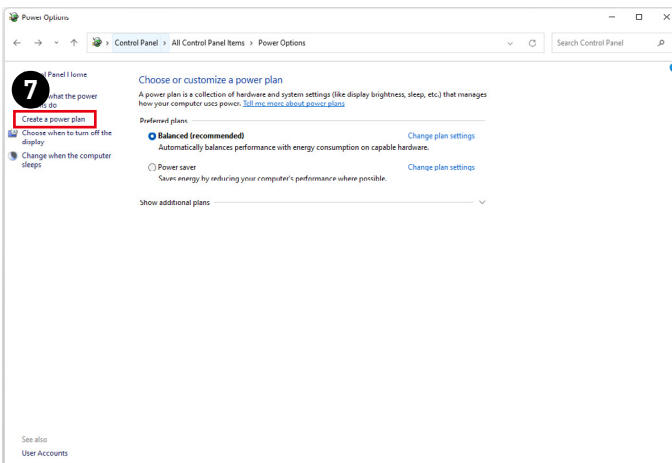 Power Options
Control Panel > All Control Panel Items > Power Options
Search Control Panel
Panel Home
7
what the power
do
Create a power plan
Choose when to turn off the
display
Change when the computer
sleeps
Choose or customize a power plan
A power plan is a collection of hardware and system settings (like display brightness, sleep, etc.) that manages
how your computer uses power. Tell me more about power plans
Preferred plans
Balanced (recommended)
Change plan settings
Automatically balances performance with energy consumption on capable hardware.
Power saver
Change plan settings
Saves energy by reducing your computer's performance where possible.
Show additional plans
See also
User Accounts